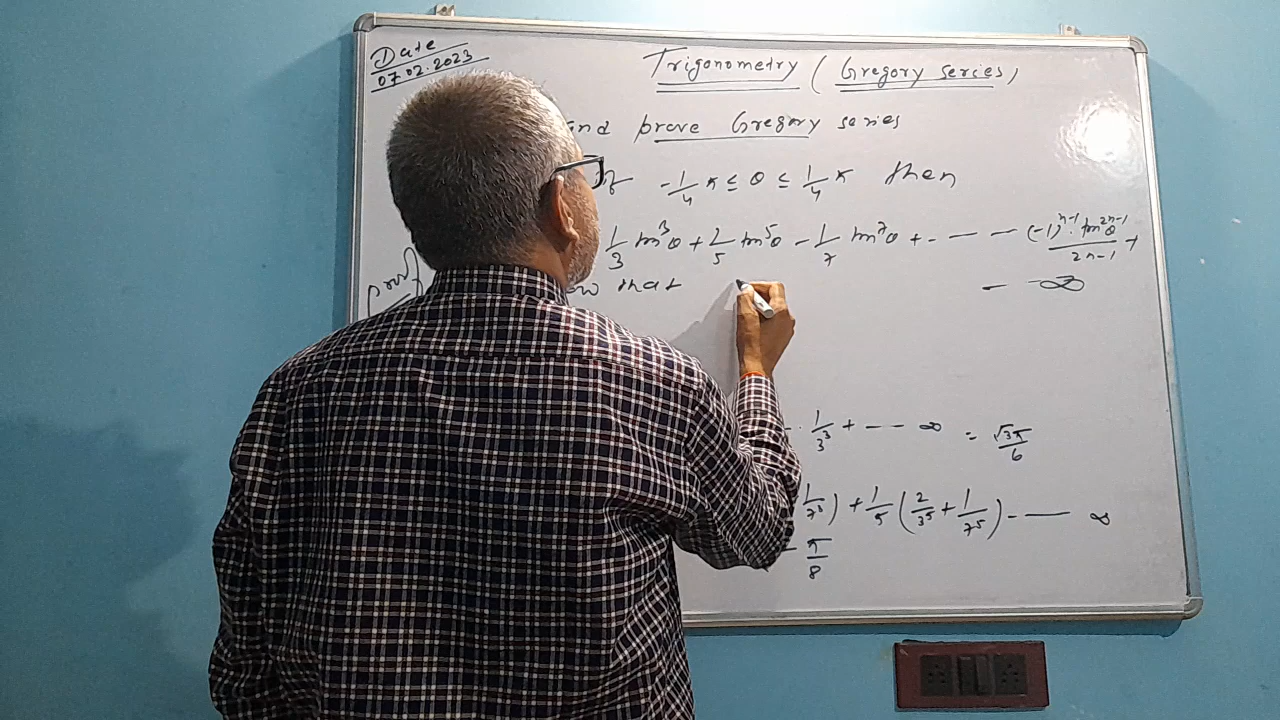 Date
07.02.2023
Trigonometry (Gregory series)
and prove Gregory series
if -1/4 π ≤ θ ≤ 1/4 π then
1/3 tan³θ + 1/5 tan⁵θ - 1/7 tan⁷θ + - — — (-1)ⁿ⁻¹ tan²ⁿ⁻¹θ / 2n-1 +
— — ∞
proof
that
1/3³ + — — ∞ = √3π/6
1/7³) + 1/5 (2/3⁵ + 1/7⁵) - — ∞
π/8